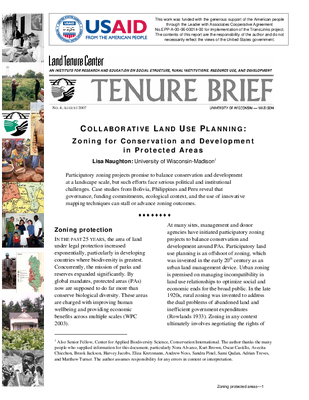 USAID
FROM THE AMERICAN PEOPLE
This work was funded with the generous support of the American people
through the Leader with Associates Cooperative Agreement
No.EPP-A-00-06-00014-00 for implementation of the TransLinks project.
The contents of this report are the responsibility of the author and do not
necessarily reflect the views of the United States government.
Land Tenure Center
AN INSTITUTE FOR RESEARCH AND EDUCATION ON SOCIAL STRUCTURE, RURAL INSTITUTIONS, RESOURCE USE, AND DEVELOPMENT
TENURE BRIEF
AUGUST 2007
UNIVERSITY OF WISCONSIN — MADISON
COLLABORATIVE LAND USE PLANNING:
Zoning for Conservation and Development
in Protected Areas
Lisa Naughton: University of Wisconsin-Madison¹
Participatory zoning projects promise to balance conservation and development
at a landscape scale, but such efforts face serious political and institutional
challenges. Case studies from Bolivia, Philippines and Peru reveal that
governance, funding commitments, ecological context, and the use of innovative
mapping techniques can stall or advance zoning outcomes.
♦♦♦♦♦♦♦♦
Zoning protection
IN THE PAST 25 YEARS, the area of land
under legal protection increased
exponentially, particularly in developing
countries where biodiversity is greatest.
Concurrently, the mission of parks and
reserves expanded significantly. By
global mandates, protected areas (PAs)
now are supposed to do far more than
conserve biological diversity. These areas
are charged with improving human
wellbeing and providing economic
benefits across multiple scales (WPC
2003).
At many sites, management and donor
agencies have initiated participatory zoning
projects to balance conservation and
development around PAs. Participatory land
use planning is an offshoot of zoning, which
was invented in the early 20th century as an
urban land management device. Urban zoning
is premised on managing incompatibility in
land use relationships to optimize social and
economic ends for the broad public. In the late
1920s, rural zoning was invented to address
the dual problems of abandoned land and
inefficient government expenditures
(Rowlands 1933). Zoning in any context
ultimately involves negotiating the rights of
¹ Also Senior Fellow, Center for Applied Biodiversity Science, Conservation International. The author thanks the many
people who supplied information for this document, particularly Nora Alvarez, Kurt Brown, Oscar Castillo, Avecita
Chicchon, Brook Jackson, Harvey Jacobs, Eliza Kretzmann, Andrew Noss, Sandra Patel, Sami Qadan, Adrian Treves,
and Matthew Turner. The author assumes responsibility for any errors in content or interpretation.
Zoning protected areas—1